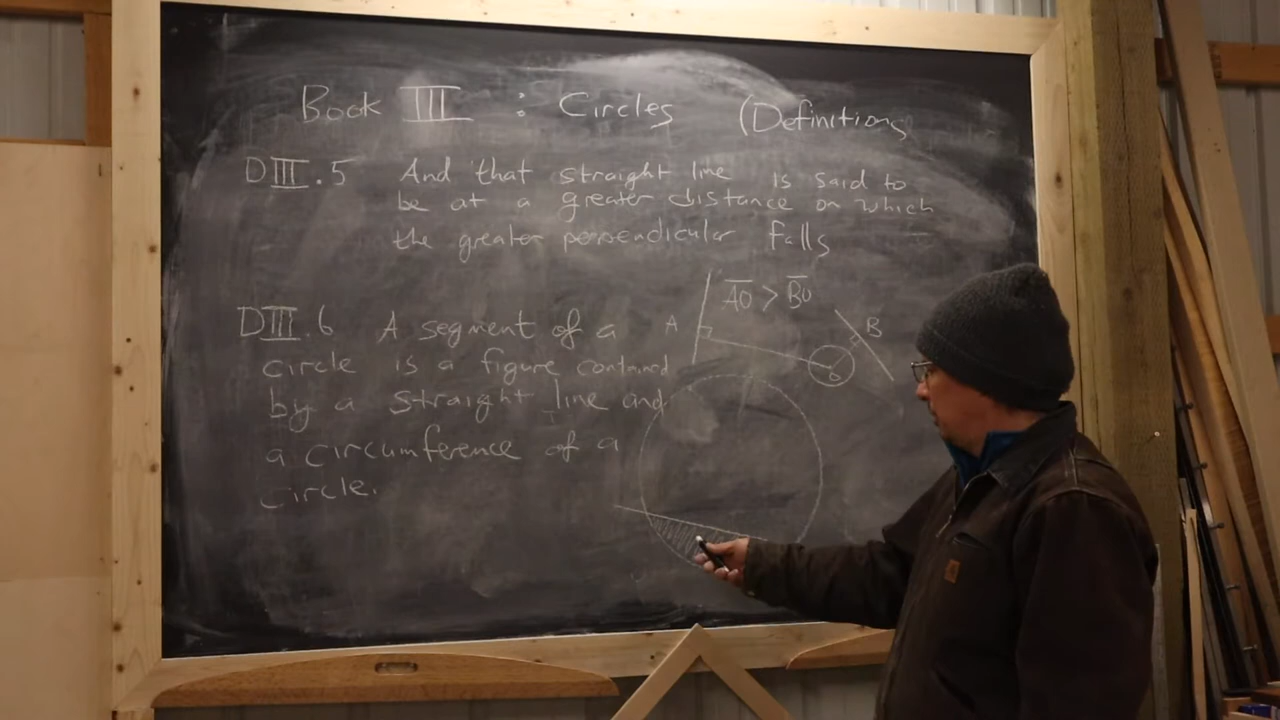 Book III : Circles (Definitions
DIII.5 And that straight line is said to
be at a greater distance on which
the greater perpendicular falls
A AO > BO B
O
DIII.6 A segment of a
circle is a figure contained
by a straight line and
a circumference of a
circle.